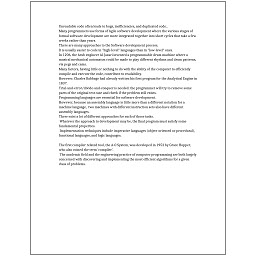 Unreadable code often leads to bugs, inefficiencies, and duplicated code.
Many programmers use forms of Agile software development where the various stages of
formal software development are more integrated together into short cycles that take a few
weeks rather than years.
There are many approaches to the Software development process.
It is usually easier to code in "high-level" languages than in "low-level" ones.
In 1206, the Arab engineer Al-Jazari invented a programmable drum machine where a
musical mechanical automaton could be made to play different rhythms and drum patterns,
via pegs and cams.
Many factors, having little or nothing to do with the ability of the computer to efficiently
compile and execute the code, contribute to readability.
However, Charles Babbage had already written his first program for the Analytical Engine in
1837.
Trial-and-error/divide-and-conquer is needed: the programmer will try to remove some
parts of the original test case and check if the problem still exists.
Programming languages are essential for software development.
However, because an assembly language is little more than a different notation for a
machine language, two machines with different instruction sets also have different
assembly languages.
There exist a lot of different approaches for each of those tasks.
Whatever the approach to development may be, the final program must satisfy some
fundamental properties.
Implementation techniques include imperative languages (object-oriented or procedural),
functional languages, and logic languages.
The first compiler related tool, the A-0 System, was developed in 1952 by Grace Hopper,
who also coined the term 'compiler'.
The academic field and the engineering practice of computer programming are both largely
concerned with discovering and implementing the most efficient algorithms for a given
class of problems.